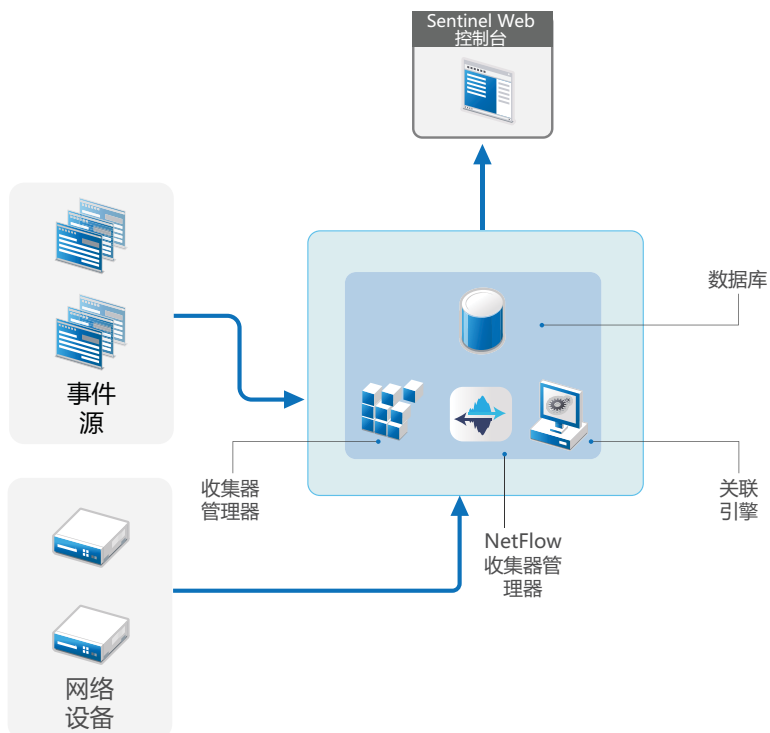 Sentinel Web
控制台
事件
源
数据库
收集器
管理器
关联
引擎
NetFlow
收集器管
理器
网络
设备